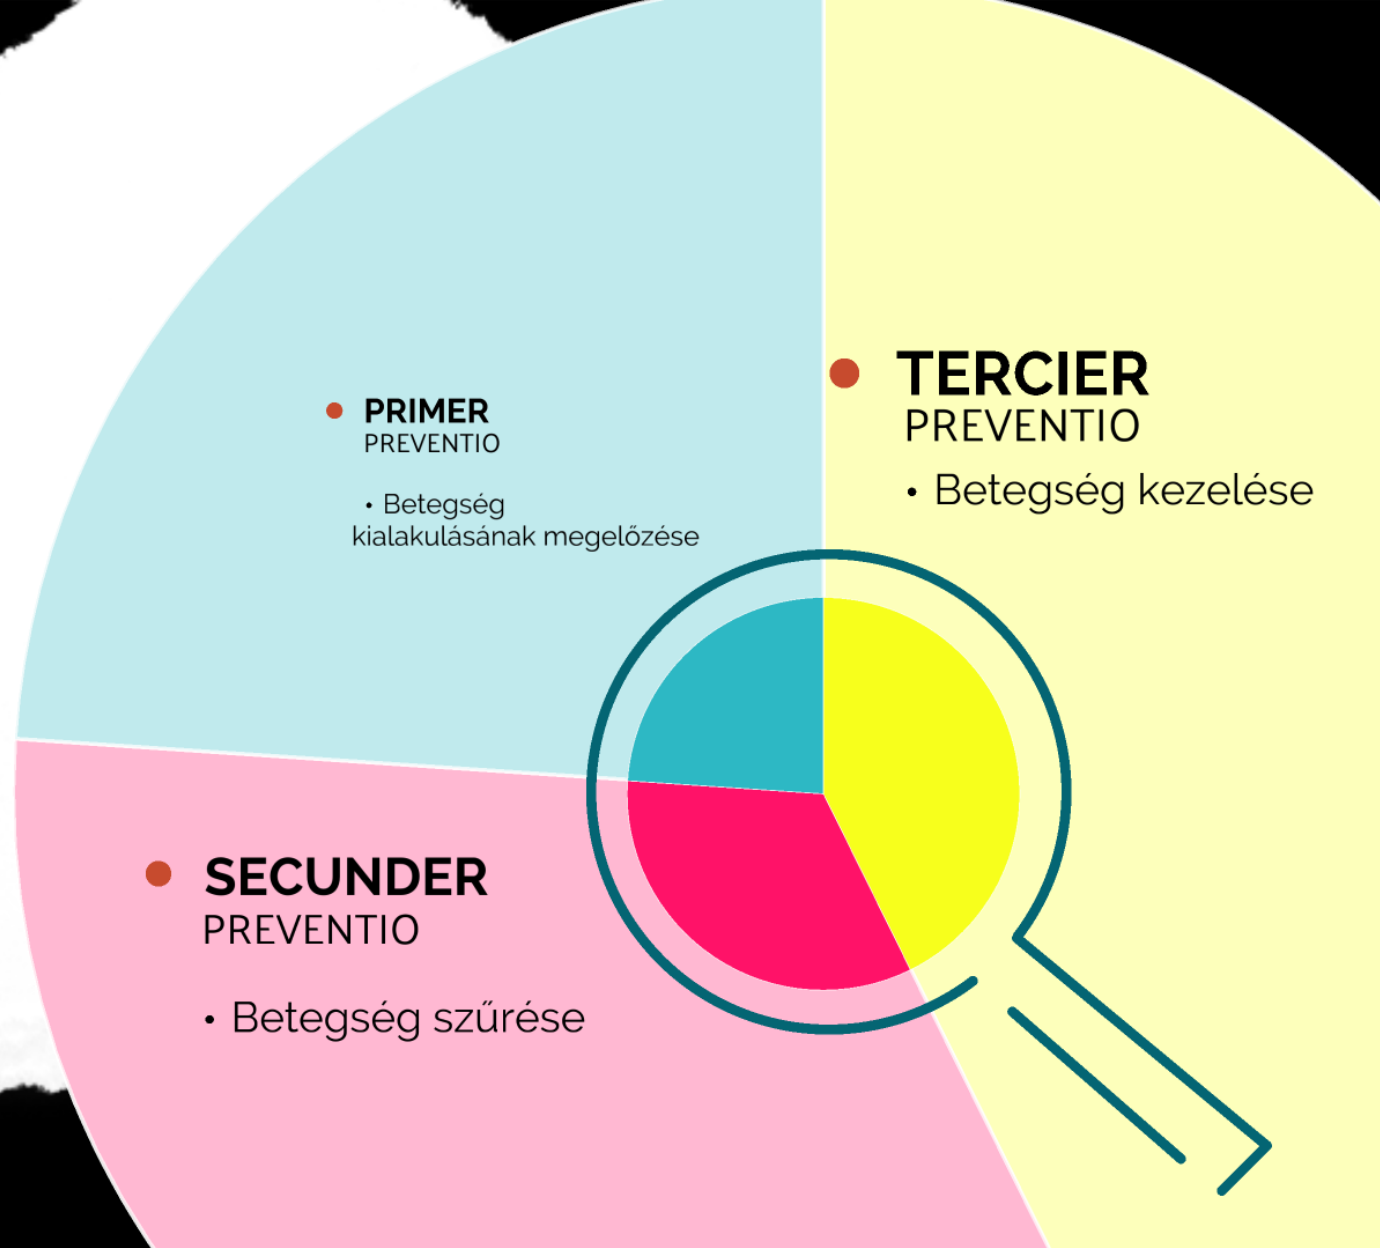 PRIMER
PREVENTIO
• Betegség
kialakulásának megelőzése
TERCIER
PREVENTIO
• Betegség kezelése
SECUNDER
PREVENTIO
• Betegség szűrése